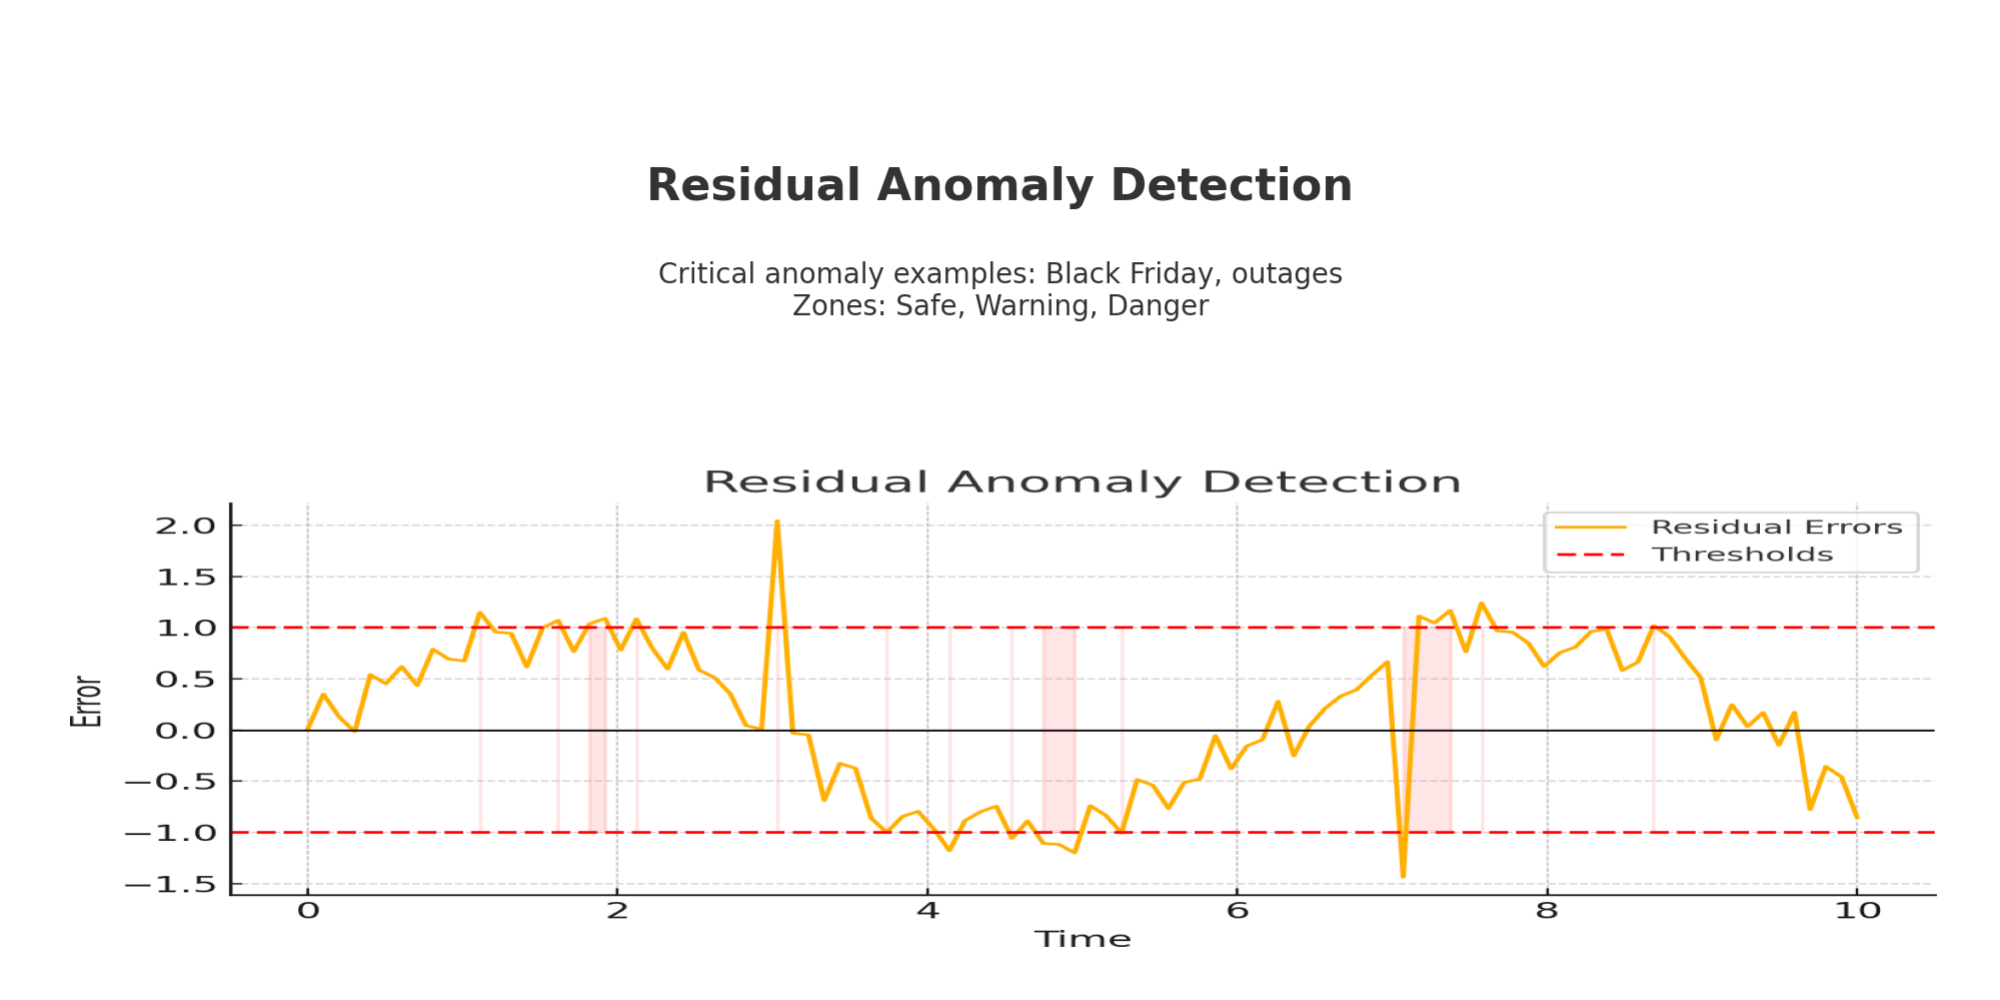 Residual Anomaly Detection
Critical anomaly examples: Black Friday, outages
Zones: Safe, Warning, Danger
Residual Anomaly Detection
Residual Errors
Thresholds
2.0
1.5
1.0
0.5
0.0
−0.5
−1.0
−1.5
Error
0 2 4 6 8 10
Time